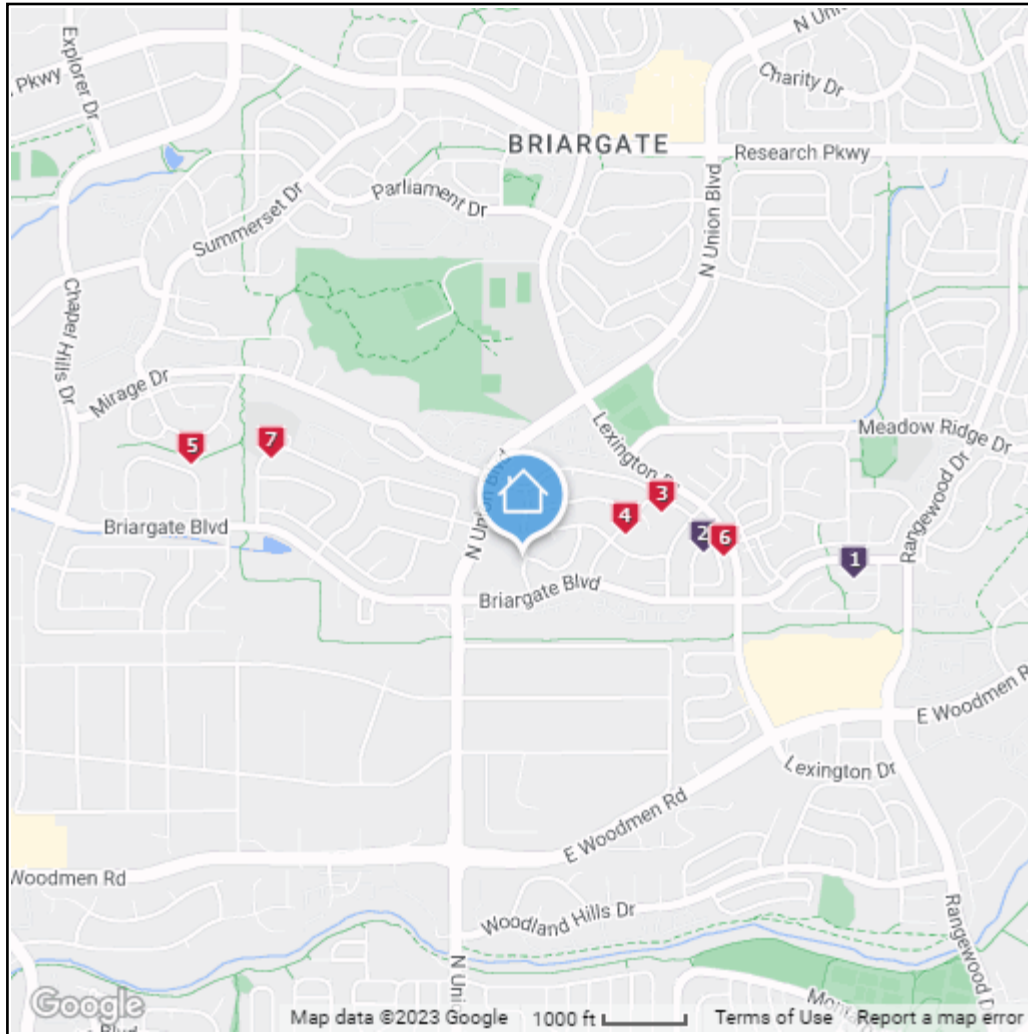 Explorer Dr
Pkwy
N Un
Charity Dr
BRIARGATE
Research Pkwy
Parliament Dr
Summerset Dr
N Union Blvd
Chapel Hills Dr
Mirage Dr
Lexington D
Meadow Ridge Dr
5
7
N Union Blvd
3
4
Rangewood Dr
Briargate Blvd
2
6
1
Briargate Blvd
E Woodmen R
Lexington Dr
E Woodmen Rd
Woodmen Rd
Woodland Hills Dr
Rangewood D
N Unio
Google
Blvd
Map data ©2023 Google
1000 ft
Terms of Use
Report a map error